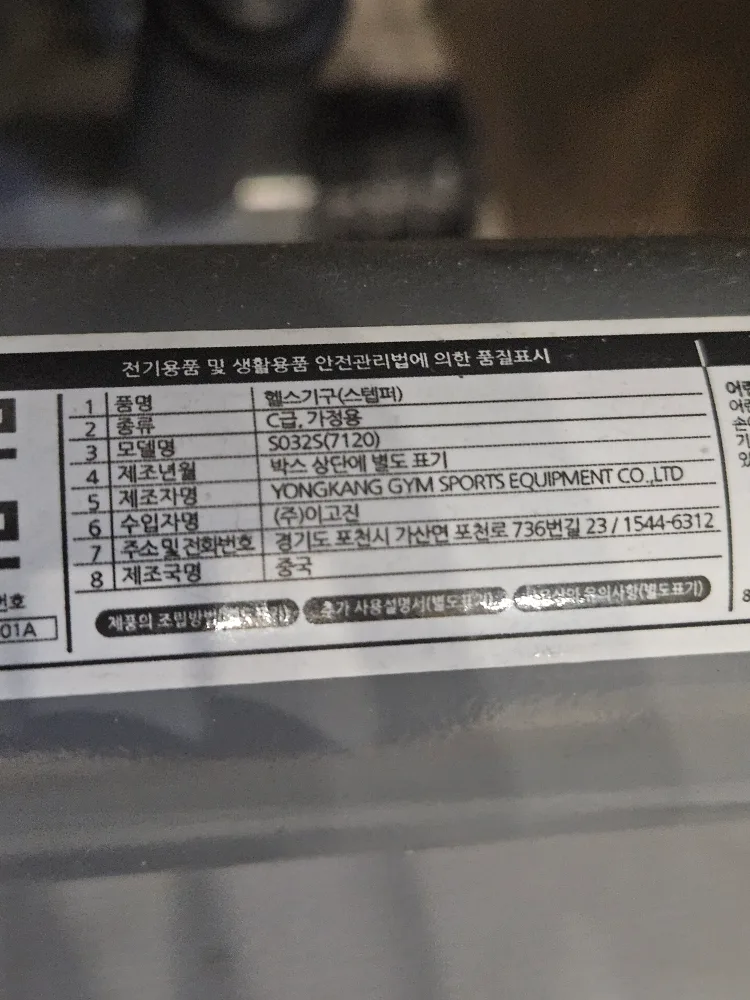 전기용품 및 생활용품 안전관리법에 의한 품질표시
1 품명 헬스기구(스텝퍼)
2 종류 C급, 가정용
3 모델명 S032S(7120)
4 제조년월 박스 상단에 별도 표기
5 제조자명 YONGKANG GYM SPORTS EQUIPMENT CO.,LTD
6 수입자명 (주)이고진
7 주소 및 전화번호 경기도 포천시 가산면 포천로 736번길 23 / 1544-6312
8 제조국명 중국
제품의 조립방법(별도표기) 추가 사용설명서(별도표기) 유의사항(별도표기)
번호
01A